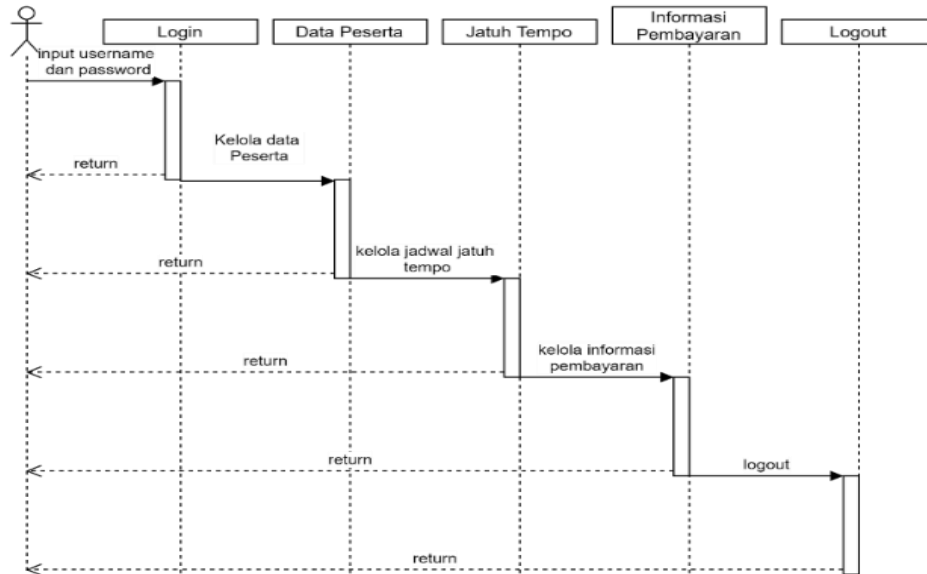 Login
Data Peserta
Jatuh Tempo
Informasi
Pembayaran
Logout
input username
dan password
Kelola data
Peserta
return
kelola jadwal jatuh
tempo
return
kelola informasi
pembayaran
return
logout
return
return